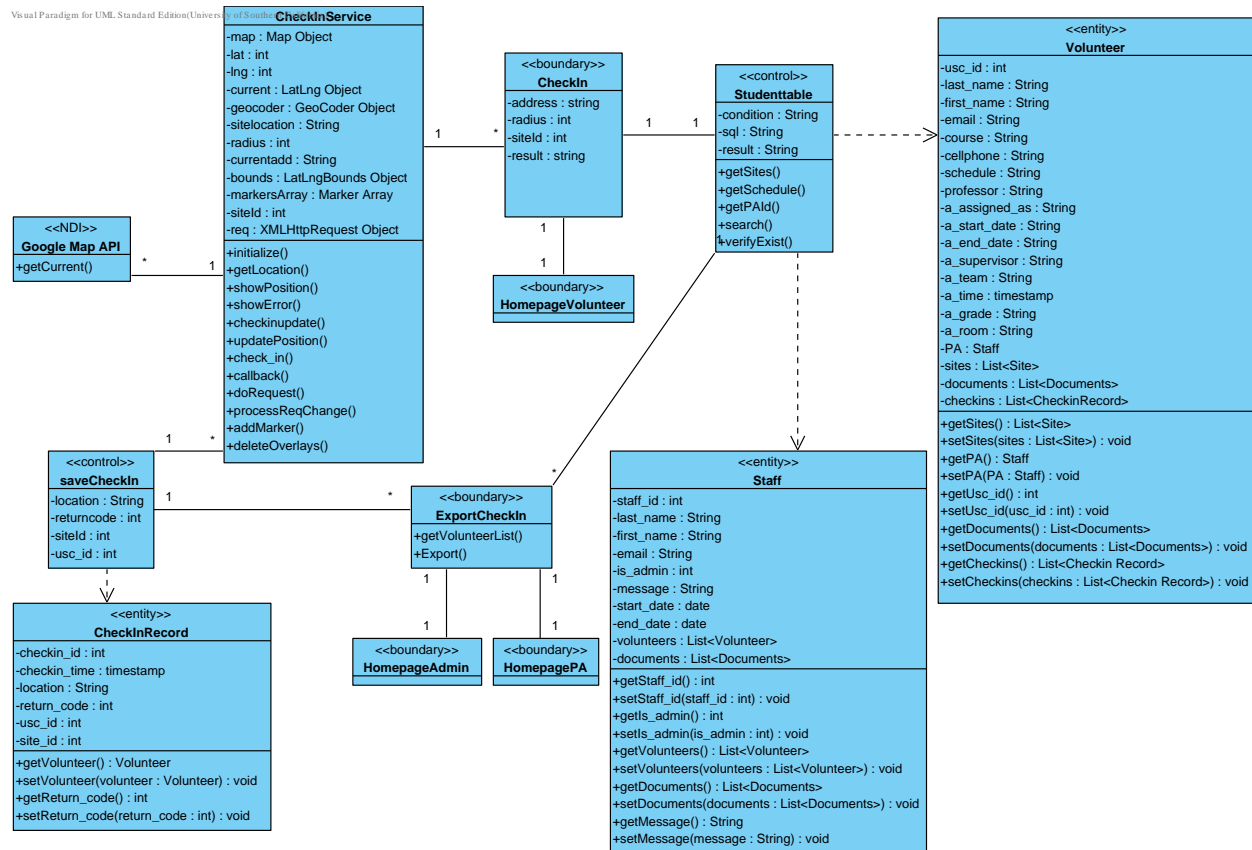 Visual Paradigm for UML Standard Edition(University of Southern
CheckInService
-map : Map Object
-lat : int
-lng : int
-current : LatLng Object
-geocoder : GeoCoder Object
-sitelocation : String
-radius : int
-currentadd : String
-bounds : LatLngBounds Object
-markersArray : Marker Array
-siteId : int
-req : XMLHttpRequest Object
+initialize()
+getLocation()
+showPosition()
+showError()
+checkinupdate()
+updatePosition()
+check_in()
+callback()
+doRequest()
+processReqChange()
+addMarker()
+deleteOverlays()
<<NDI>>
Google Map API
+getCurrent()
*
1
1
*
<<boundary>>
CheckIn
-address : string
-radius : int
-siteId : int
-result : string
1
1
1
1
<<boundary>>
HomepageVolunteer
<<control>>
Studenttable
-condition : String
-sql : String
-result : String
+getSites()
+getSchedule()
+getPAId()
+search()
+verifyExist()
1
*
<<entity>>
Volunteer
-usc_id : int
-last_name : String
-first_name : String
-email : String
-course : String
-cellphone : String
-schedule : String
-professor : String
-a_assigned_as : String
-a_start_date : String
-a_end_date : String
-a_supervisor : String
-a_team : String
-a_time : timestamp
-a_grade : String
-a_room : String
-PA : Staff
-sites : List<Site>
-documents : List<Documents>
-checkins : List<CheckinRecord>
+getSites() : List<Site>
+setSites(sites : List<Site>) : void
+getPA() : Staff
+setPA(PA : Staff) : void
+getUsc_id() : int
+setUsc_id(usc_id : int) : void
+getDocuments() : List<Documents>
+setDocuments(documents : List<Documents>) : void
+getCheckins() : List<Checkin Record>
+setCheckins(checkins : List<Checkin Record>) : void
1
*
<<control>>
saveCheckIn
-location : String
-returncode : int
-siteId : int
-usc_id : int
1
*
<<boundary>>
ExportCheckIn
+getVolunteerList()
+Export()
1
1
1
1
<<boundary>>
HomepageAdmin
<<boundary>>
HomepagePA
<<entity>>
CheckInRecord
-checkin_id : int
-checkin_time : timestamp
-location : String
-return_code : int
-usc_id : int
-site_id : int
+getVolunteer() : Volunteer
+setVolunteer(volunteer : Volunteer) : void
+getReturn_code() : int
+setReturn_code(return_code : int) : void
<<entity>>
Staff
-staff_id : int
-last_name : String
-first_name : String
-email : String
-is_admin : int
-message : String
-start_date : date
-end_date : date
-volunteers : List<Volunteer>
-documents : List<Documents>
+getStaff_id() : int
+setStaff_id(staff_id : int) : void
+getIs_admin() : int
+setIs_admin(is_admin : int) : void
+getVolunteers() : List<Volunteer>
+setVolunteers(volunteers : List<Volunteer>) : void
+getDocuments() : List<Documents>
+setDocuments(documents : List<Documents>) : void
+getMessage() : String
+setMessage(message : String) : void